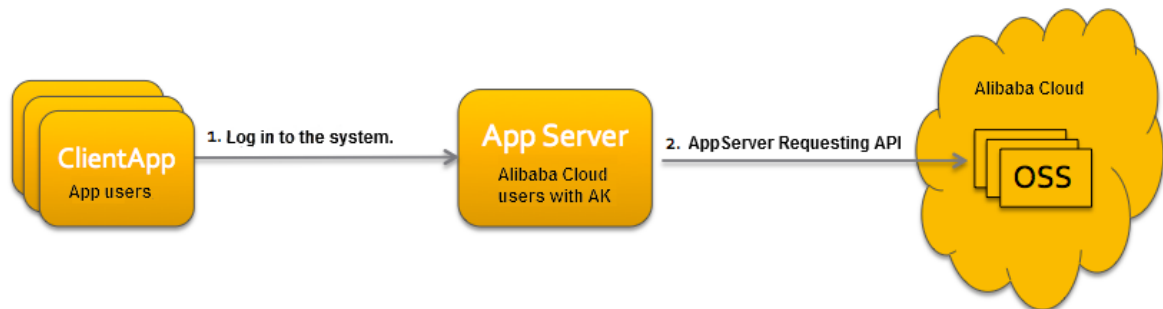 ClientApp
App users
1. Log in to the system.
App Server
Alibaba Cloud
users with AK
2. AppServer Requesting API
Alibaba Cloud
OSS